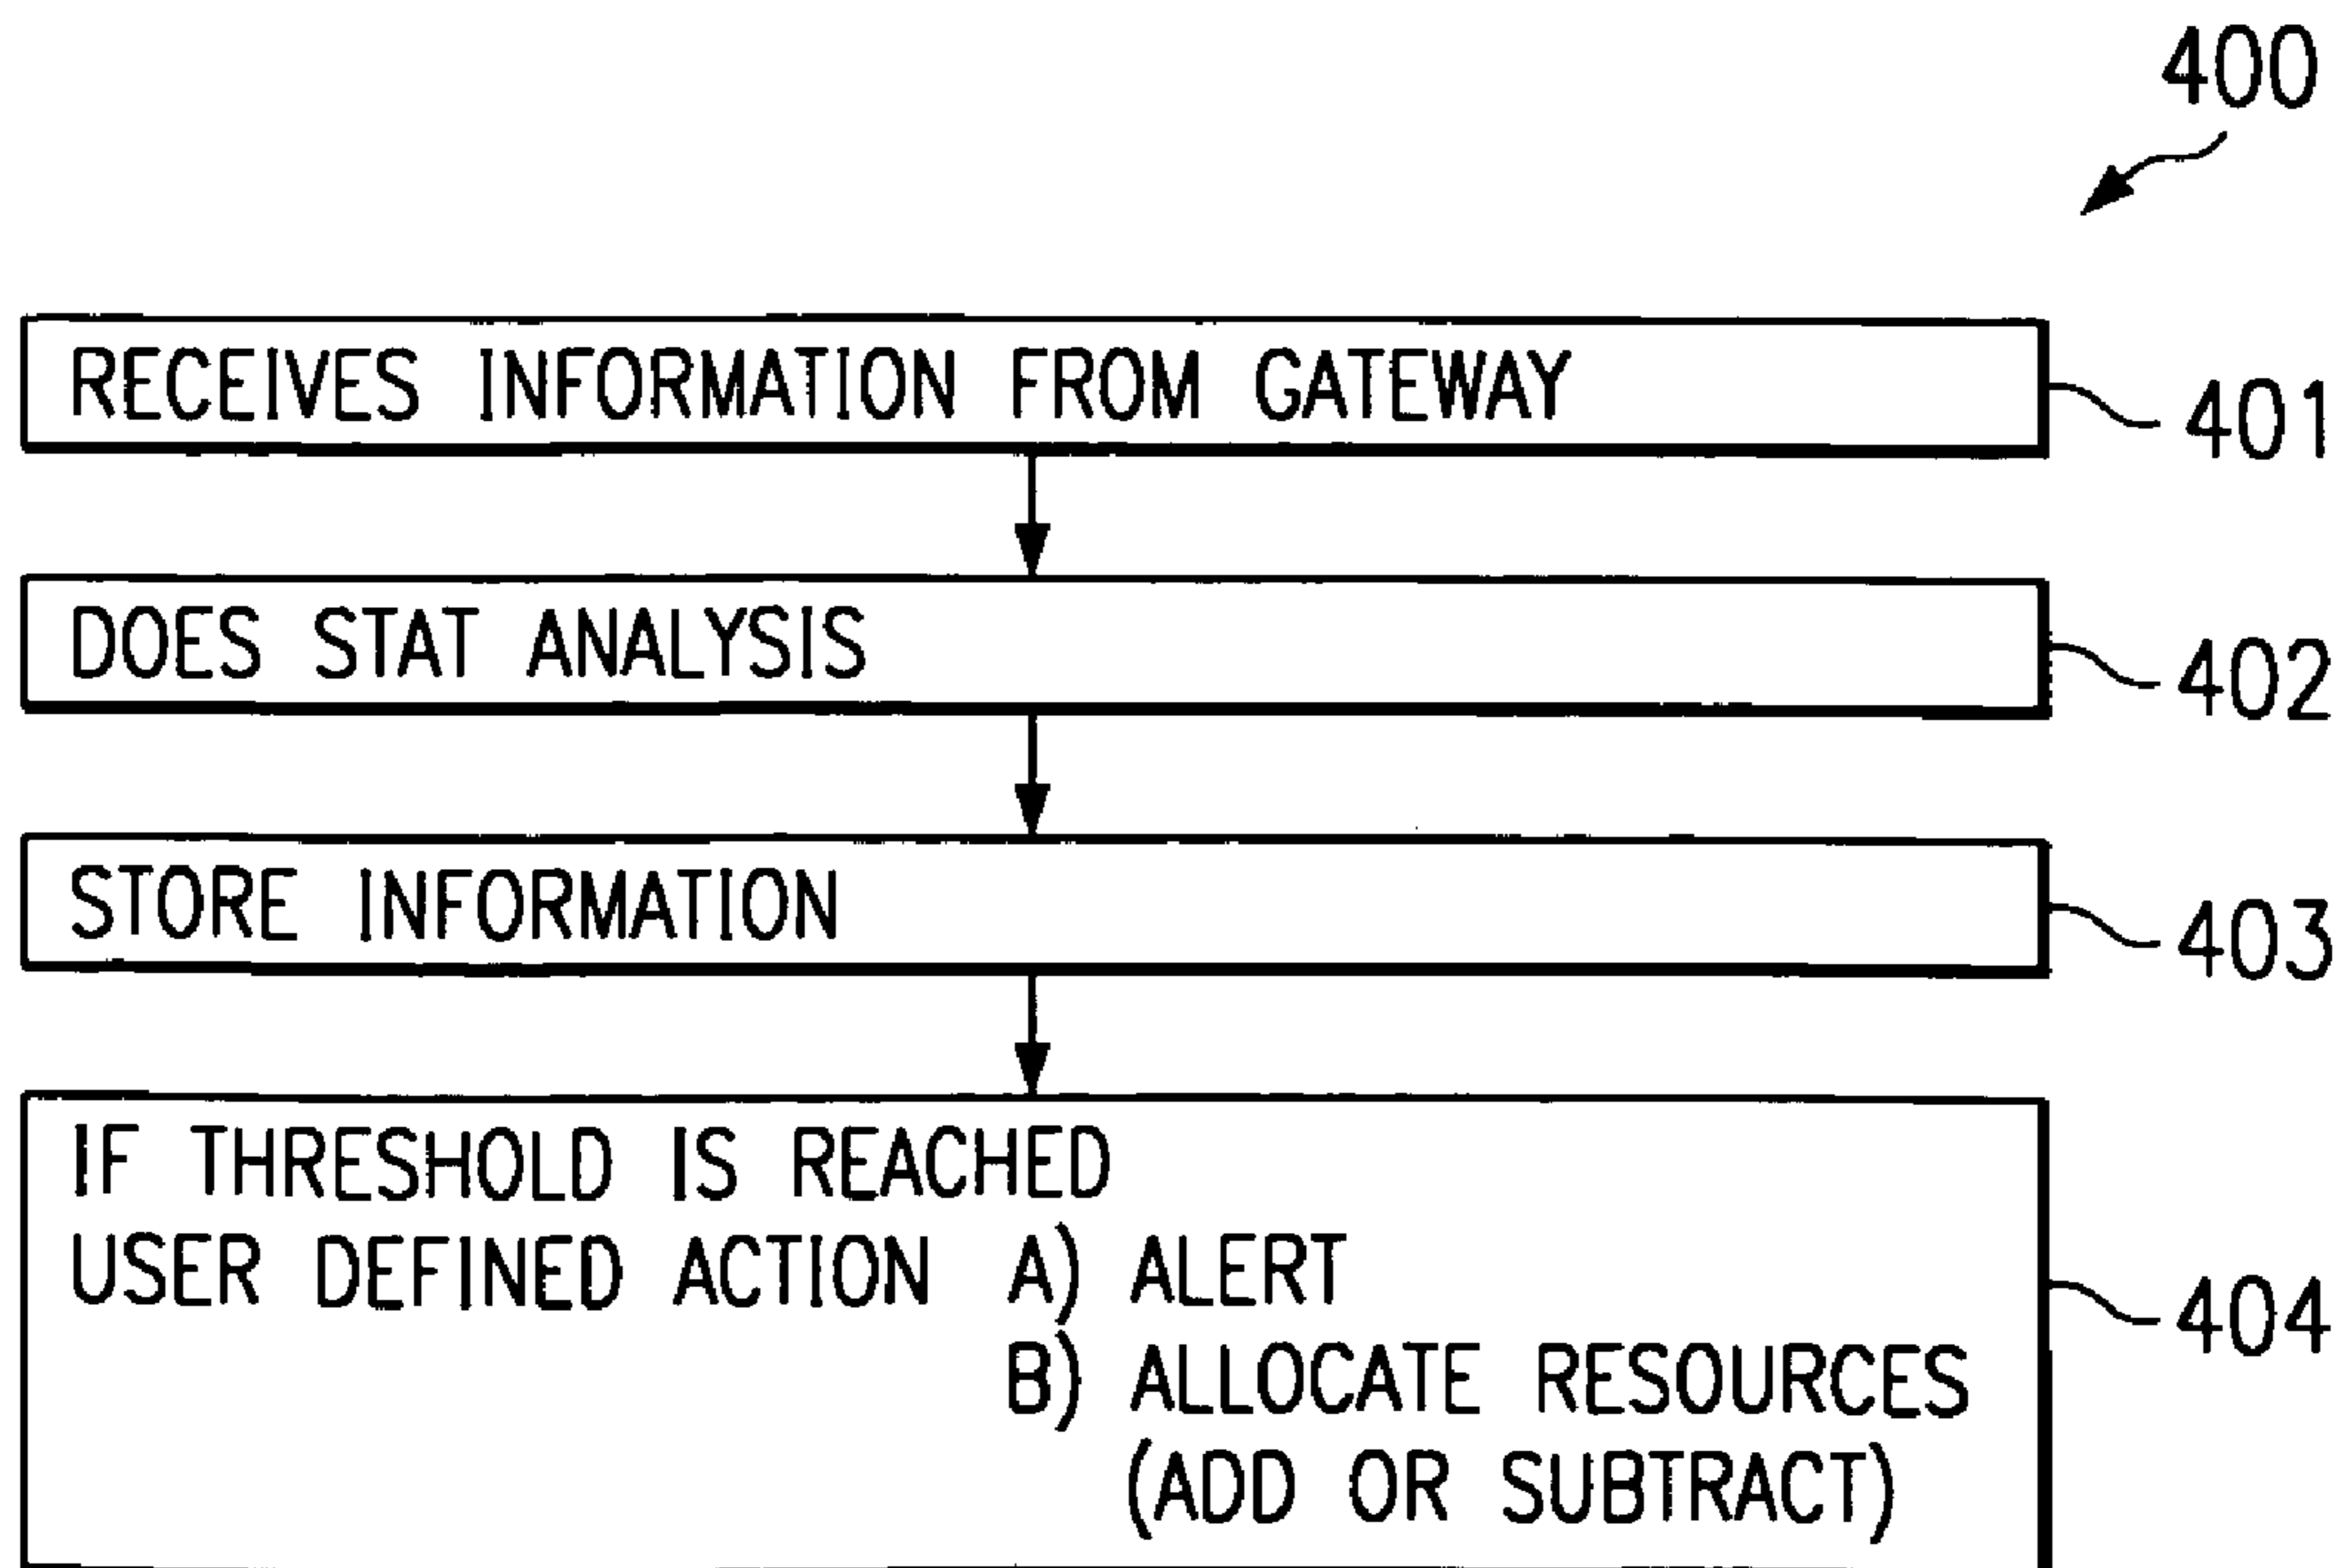 400
RECEIVES INFORMATION FROM GATEWAY
401
DOES STAT ANALYSIS
402
STORE INFORMATION
403
IF THRESHOLD IS REACHED
USER DEFINED ACTION A) ALERT
404
B) ALLOCATE RESOURCES
(ADD OR SUBTRACT)